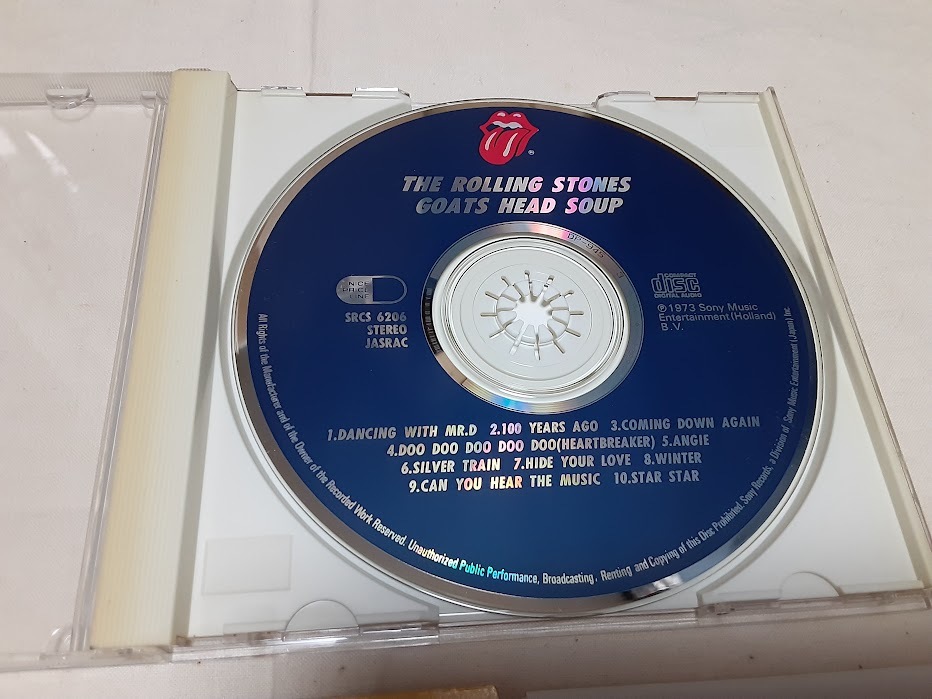 ®
THE ROLLING STONES
GOATS HEAD SOUP
NICE
PRICE
LINE
SRCS 6206
STEREO
JASRAC
COMPACT
disc
DIGITAL AUDIO
℗1973 Sony Music
Entertainment(Holland)
B.V.
1.DANCING WITH MR.D 2.100 YEARS AGO 3.COMING DOWN AGAIN
4.DOO DOO DOO DOO DOO(HEARTBREAKER) 5.ANGIE
6.SILVER TRAIN 7.HIDE YOUR LOVE 8.WINTER
9.CAN YOU HEAR THE MUSIC 10.STAR STAR
All Rights of the Manufacturer and of the Owner of the Recorded Work Reserved. Unauthorized Public Performance, Broadcasting, Renting and Copying of this Disc Prohibited. Sony Records, a Division of Sony Music Entertainment (Japan) Inc.